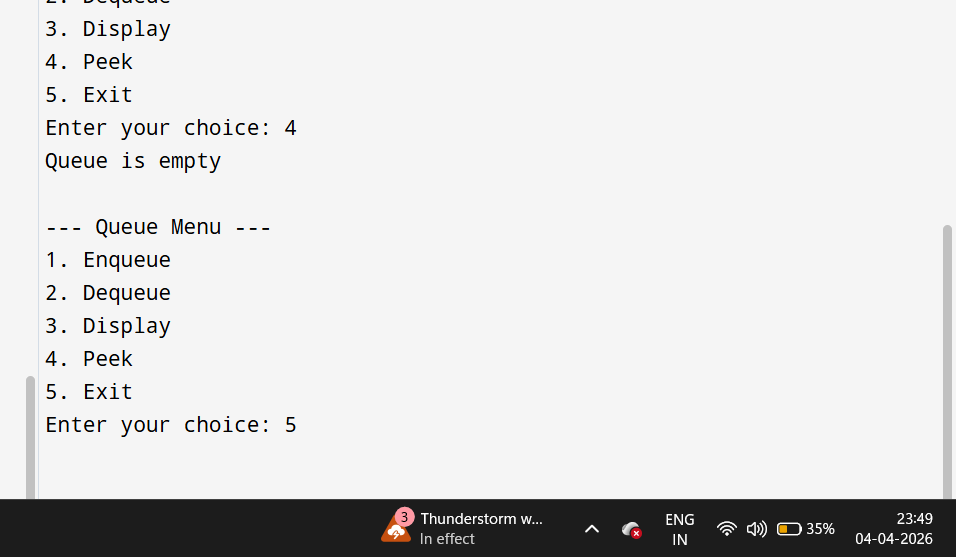 2. Dequeue
3. Display
4. Peek
5. Exit
Enter your choice: 4
Queue is empty
--- Queue Menu ---
1. Enqueue
2. Dequeue
3. Display
4. Peek
5. Exit
Enter your choice: 5
3
Thunderstorm w...
In effect
ENG
IN
35%
23:49
04-04-2026